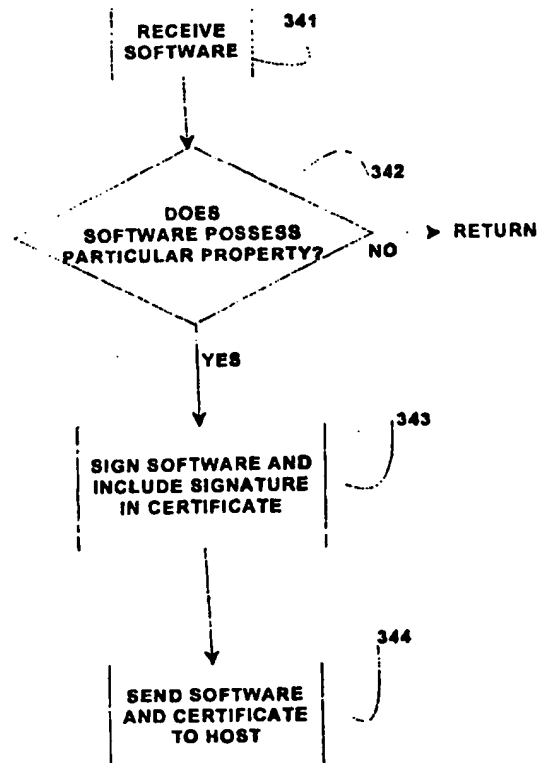 341
RECEIVE
SOFTWARE
342
DOES
SOFTWARE POSSESS
PARTICULAR PROPERTY?
NO
RETURN
YES
343
SIGN SOFTWARE AND
INCLUDE SIGNATURE
IN CERTIFICATE
344
SEND SOFTWARE
AND CERTIFICATE
TO HOST